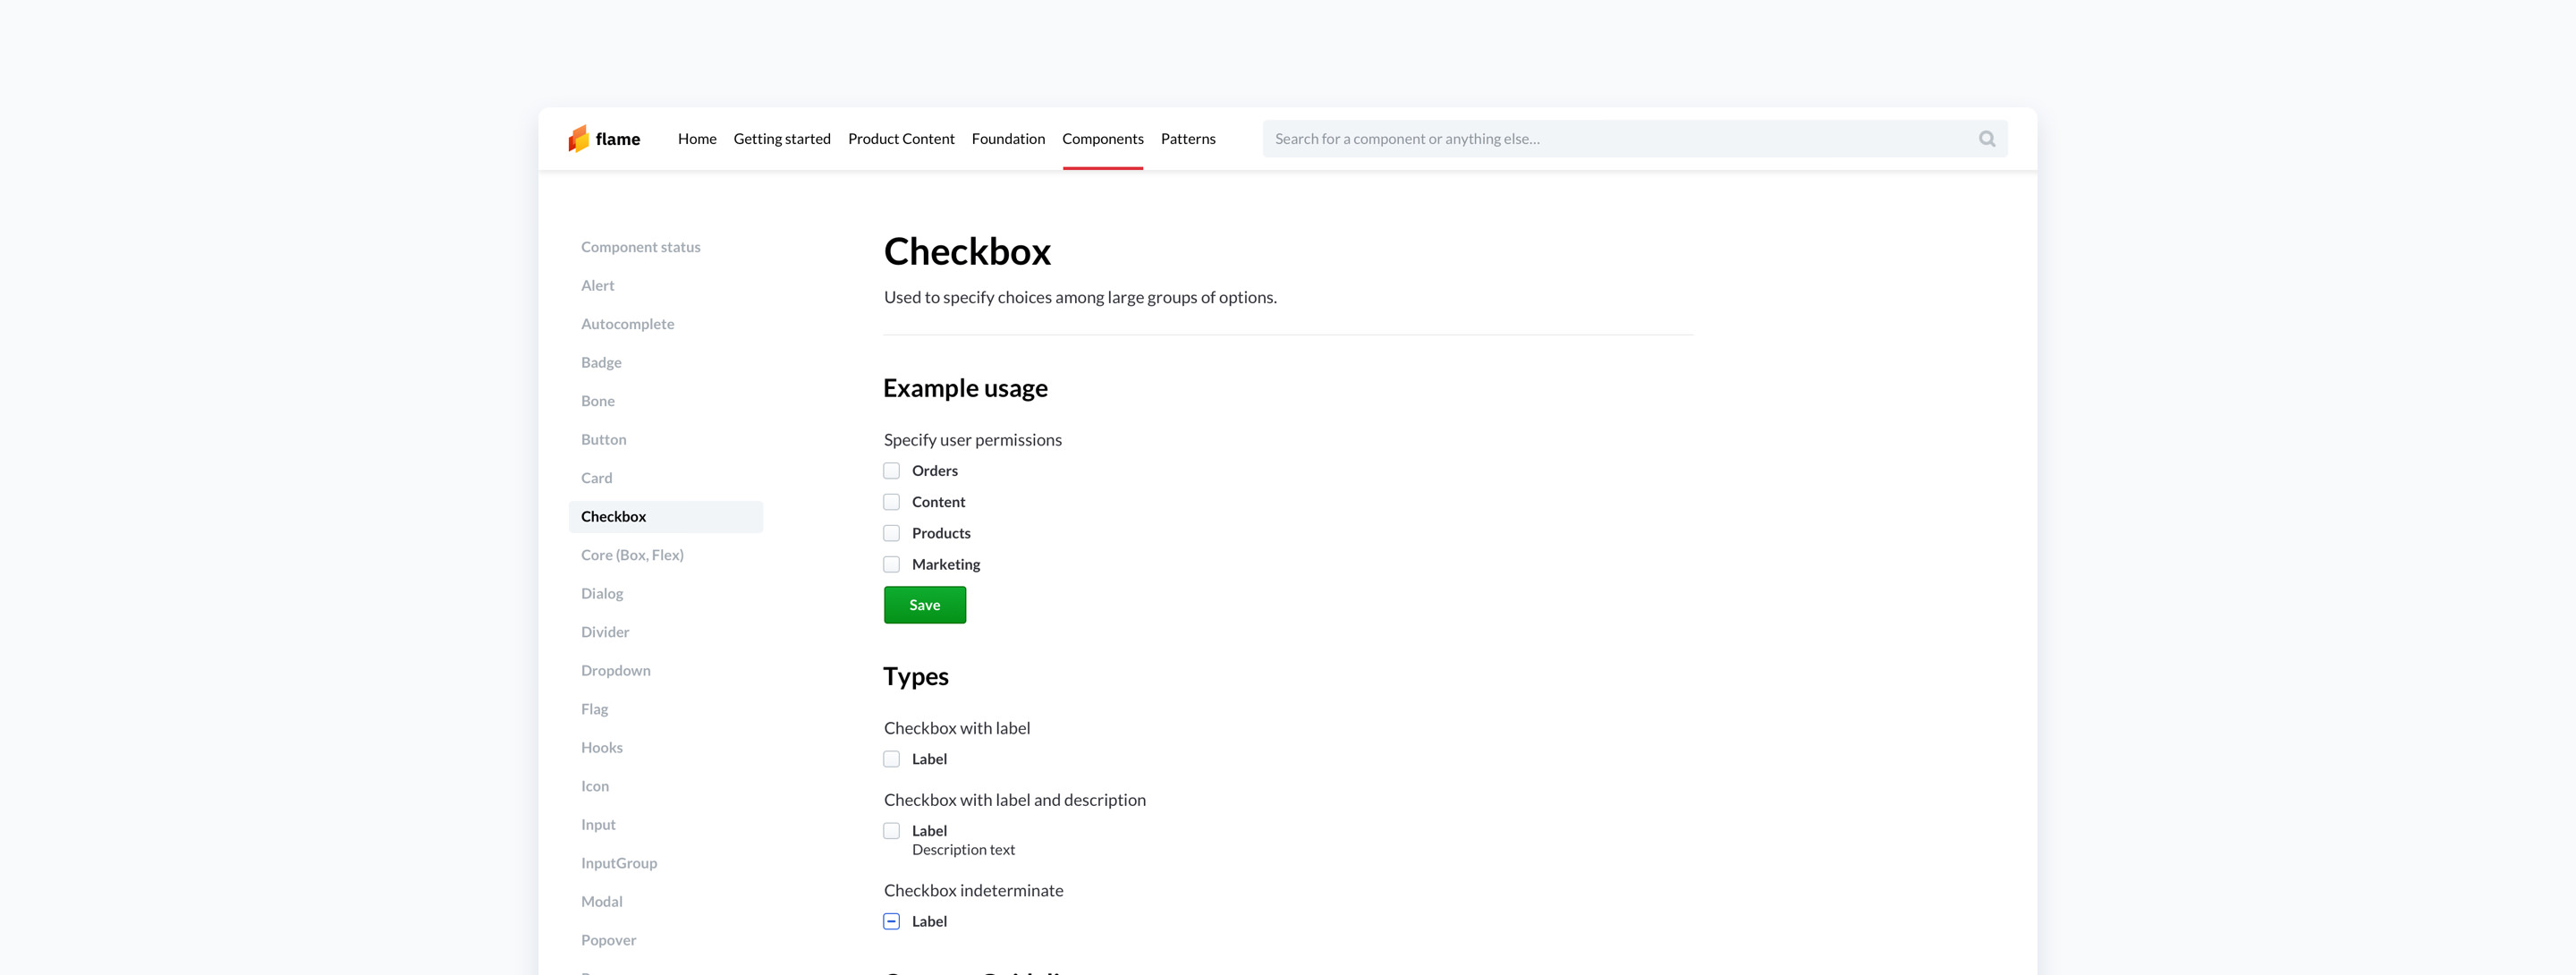 flame
Home Getting started Product Content Foundation Components Patterns
Search for a component or anything else...
Component status
Alert
Autocomplete
Badge
Bone
Button
Card
Checkbox
Core (Box, Flex)
Dialog
Divider
Dropdown
Flag
Hooks
Icon
Input
InputGroup
Modal
Popover
Checkbox
Used to specify choices among large groups of options.
Example usage
Specify user permissions
Orders
Content
Products
Marketing
Save
Types
Checkbox with label
Label
Checkbox with label and description
Label
Description text
Checkbox indeterminate
Label